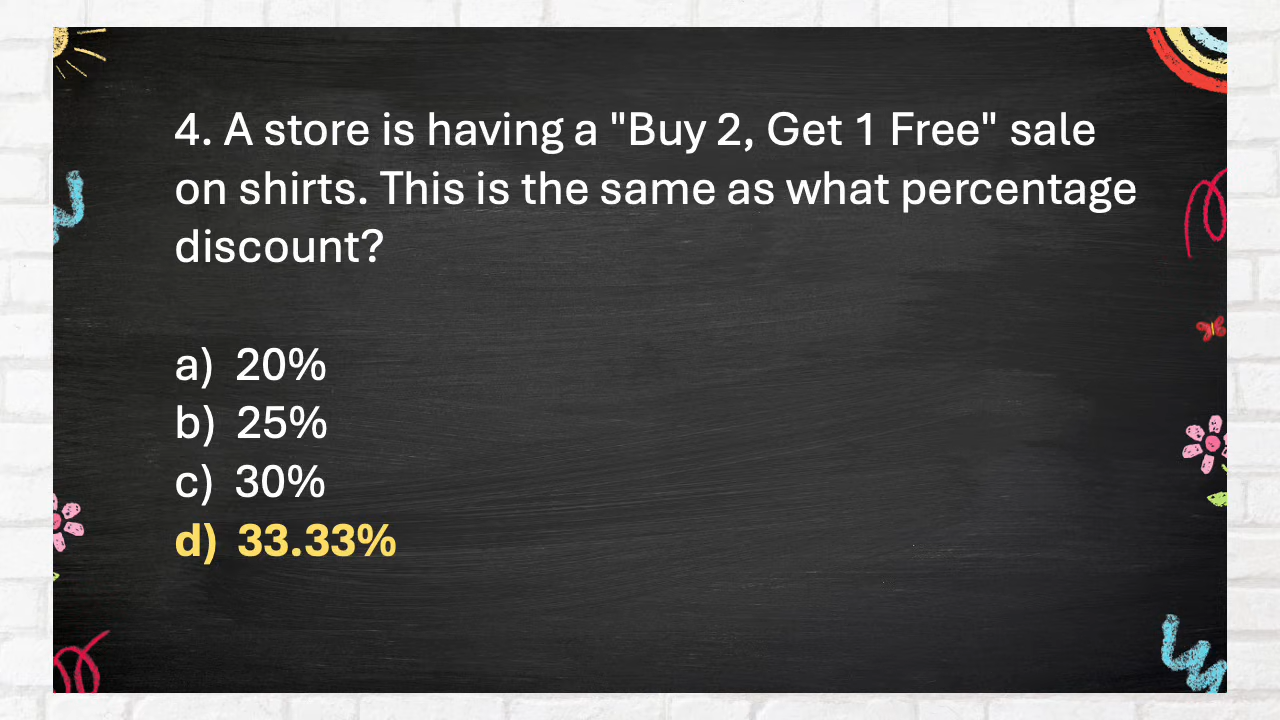 4. A store is having a "Buy 2, Get 1 Free" sale
on shirts. This is the same as what percentage
discount?
a) 20%
b) 25%
c) 30%
d) 33.33%